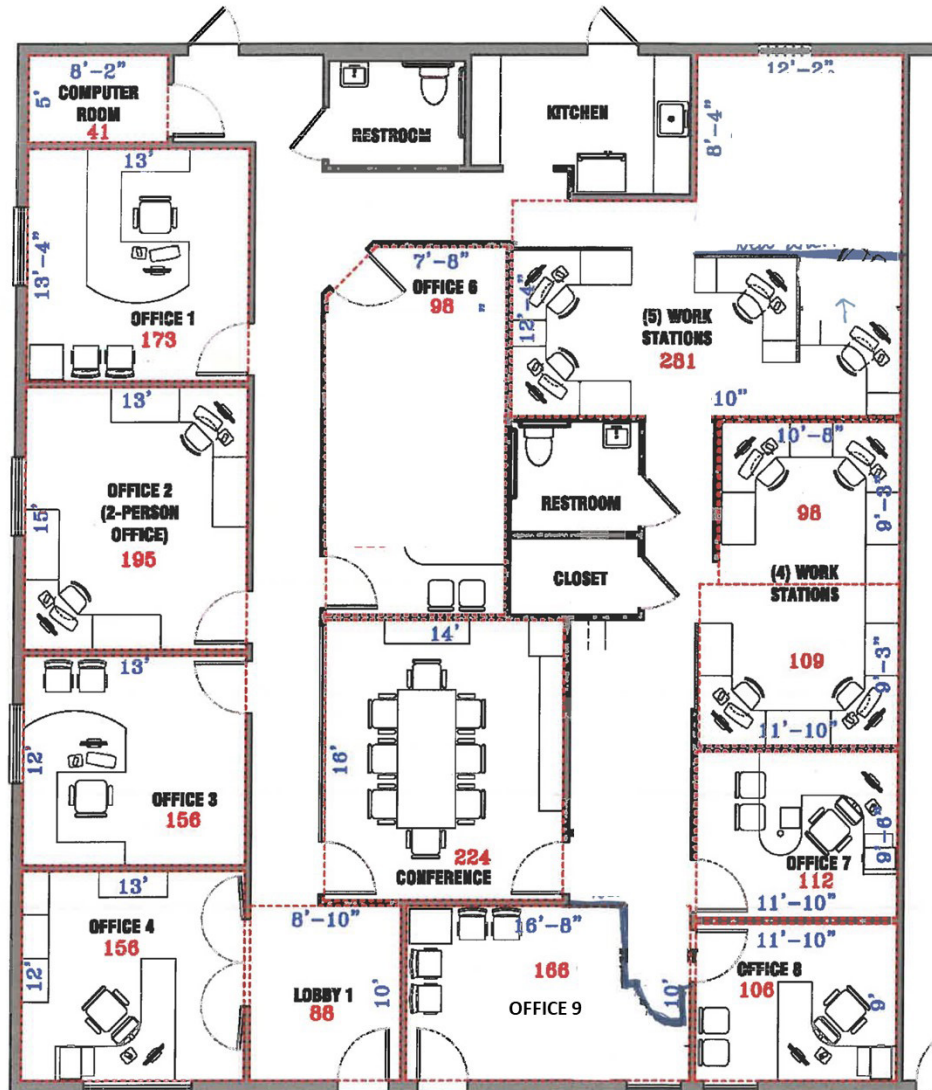 8'-2"
COMPUTER
ROOM
41
5'
RESTROOM
KITCHEN
12'-2"
8'-4"
13'
13'-4"
OFFICE 1
173
7'-8"
OFFICE 6
98
"
12'-4"
(5) WORK
STATIONS
281
10"
13'
15'
OFFICE 2
(2-PERSON
OFFICE)
195
RESTROOM
CLOSET
10'-8"
98
9'-3"
(4) WORK
STATIONS
109
9'-3"
11'-10"
13'
12'
OFFICE 3
156
14'
16'
224
CONFERENCE
OFFICE 7
112
9'-6"
11'-10"
13'
OFFICE 4
156
12'
8'-10"
LOBBY 1
88
10'
16'-8"
166
OFFICE 9
10'
11'-10"
OFFICE 8
106
9'